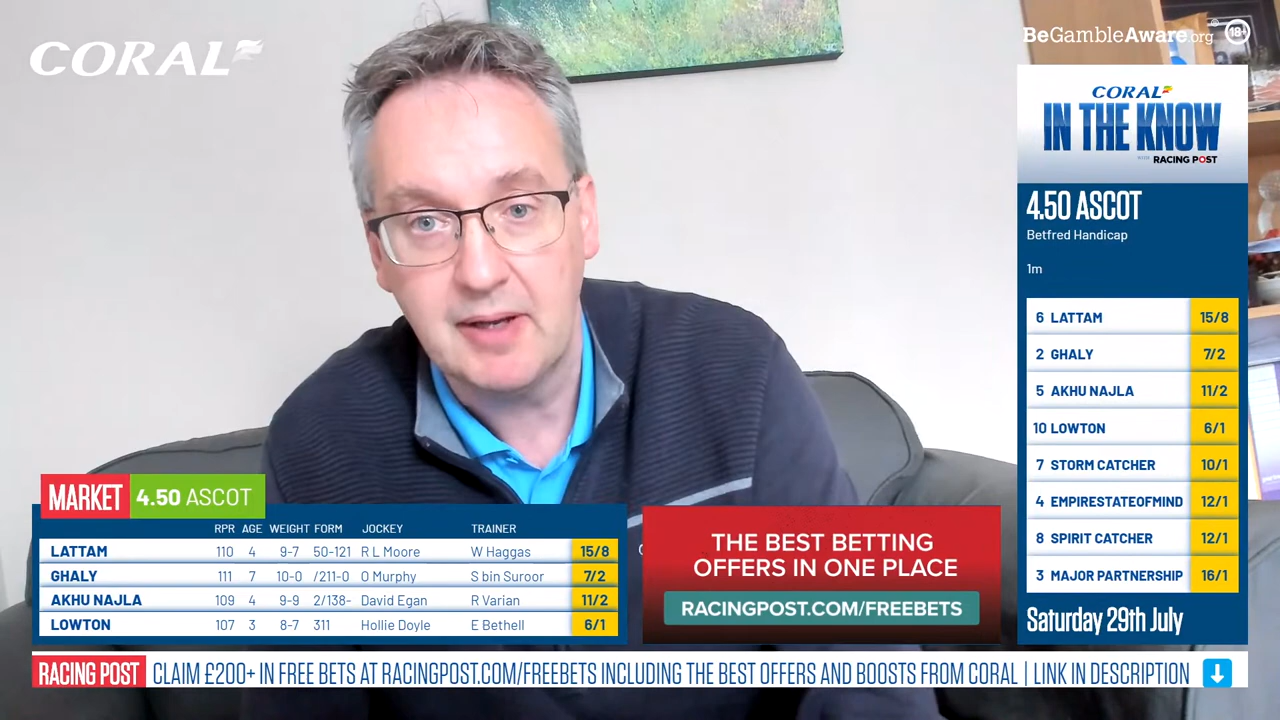 CORAL
BeGambleAware.org® 18+
CORAL
IN THE KNOW
WITH RACING POST
4.50 ASCOT
Betfred Handicap
1m
6 LATTAM 15/8
2 GHALY 7/2
5 AKHU NAJLA 11/2
10 LOWTON 6/1
7 STORM CATCHER 10/1
4 EMPIRESTATEOFMIND 12/1
8 SPIRIT CATCHER 12/1
3 MAJOR PARTNERSHIP 16/1
Saturday 29th July
MARKET 4.50 ASCOT
RPR AGE WEIGHT FORM JOCKEY TRAINER
LATTAM 110 4 9-7 50-121 R L Moore W Haggas 15/8
GHALY 111 7 10-0 /211-0 O Murphy S bin Suroor 7/2
AKHU NAJLA 109 4 9-9 2/138- David Egan R Varian 11/2
LOWTON 107 3 8-7 311 Hollie Doyle E Bethell 6/1
THE BEST BETTING
OFFERS IN ONE PLACE
RACINGPOST.COM/FREEBETS
RACING POST CLAIM £200+ IN FREE BETS AT RACINGPOST.COM/FREEBETS INCLUDING THE BEST OFFERS AND BOOSTS FROM CORAL | LINK IN DESCRIPTION